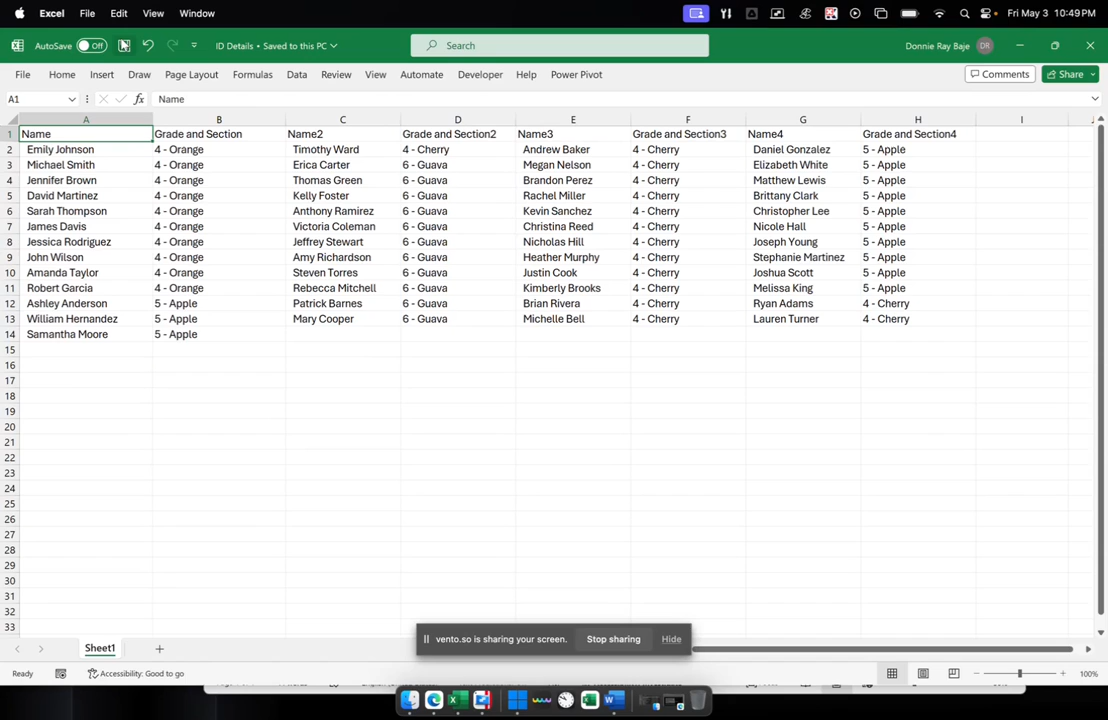 Excel File Edit View Window Fri May 3 10:49 PM
AutoSave Off ID Details • Saved to this PC Search Donnie Ray Baje DR
File Home Insert Draw Page Layout Formulas Data Review View Automate Developer Help Power Pivot Comments Share
A1 fx Name
A B C D E F G H I J
1 Name Grade and Section Name2 Grade and Section2 Name3 Grade and Section3 Name4 Grade and Section4
2 Emily Johnson 4 - Orange Timothy Ward 4 - Cherry Andrew Baker 4 - Cherry Daniel Gonzalez 5 - Apple
3 Michael Smith 4 - Orange Erica Carter 6 - Guava Megan Nelson 4 - Cherry Elizabeth White 5 - Apple
4 Jennifer Brown 4 - Orange Thomas Green 6 - Guava Brandon Perez 4 - Cherry Matthew Lewis 5 - Apple
5 David Martinez 4 - Orange Kelly Foster 6 - Guava Rachel Miller 4 - Cherry Brittany Clark 5 - Apple
6 Sarah Thompson 4 - Orange Anthony Ramirez 6 - Guava Kevin Sanchez 4 - Cherry Christopher Lee 5 - Apple
7 James Davis 4 - Orange Victoria Coleman 6 - Guava Christina Reed 4 - Cherry Nicole Hall 5 - Apple
8 Jessica Rodriguez 4 - Orange Jeffrey Stewart 6 - Guava Nicholas Hill 4 - Cherry Joseph Young 5 - Apple
9 John Wilson 4 - Orange Amy Richardson 6 - Guava Heather Murphy 4 - Cherry Stephanie Martinez 5 - Apple
10 Amanda Taylor 4 - Orange Steven Torres 6 - Guava Justin Cook 4 - Cherry Joshua Scott 5 - Apple
11 Robert Garcia 4 - Orange Rebecca Mitchell 6 - Guava Kimberly Brooks 4 - Cherry Melissa King 5 - Apple
12 Ashley Anderson 5 - Apple Patrick Barnes 6 - Guava Brian Rivera 4 - Cherry Ryan Adams 4 - Cherry
13 William Hernandez 5 - Apple Mary Cooper 6 - Guava Michelle Bell 4 - Cherry Lauren Turner 4 - Cherry
14 Samantha Moore 5 - Apple
15
16
17
18
19
20
21
22
23
24
25
26
27
28
29
30
31
32
33
vento.so is sharing your screen. Stop sharing Hide
Sheet1
Ready Accessibility: Good to go 100%